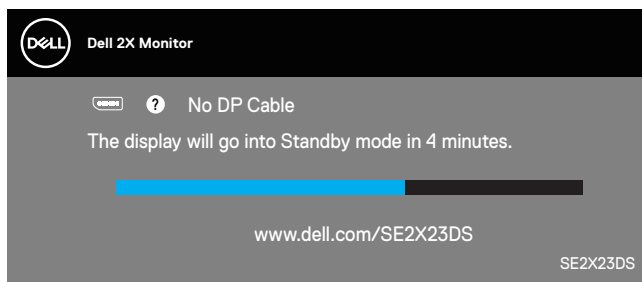 DELL
Dell 2X Monitor
No DP Cable
The display will go into Standby mode in 4 minutes.
www.dell.com/SE2X23DS
SE2X23DS